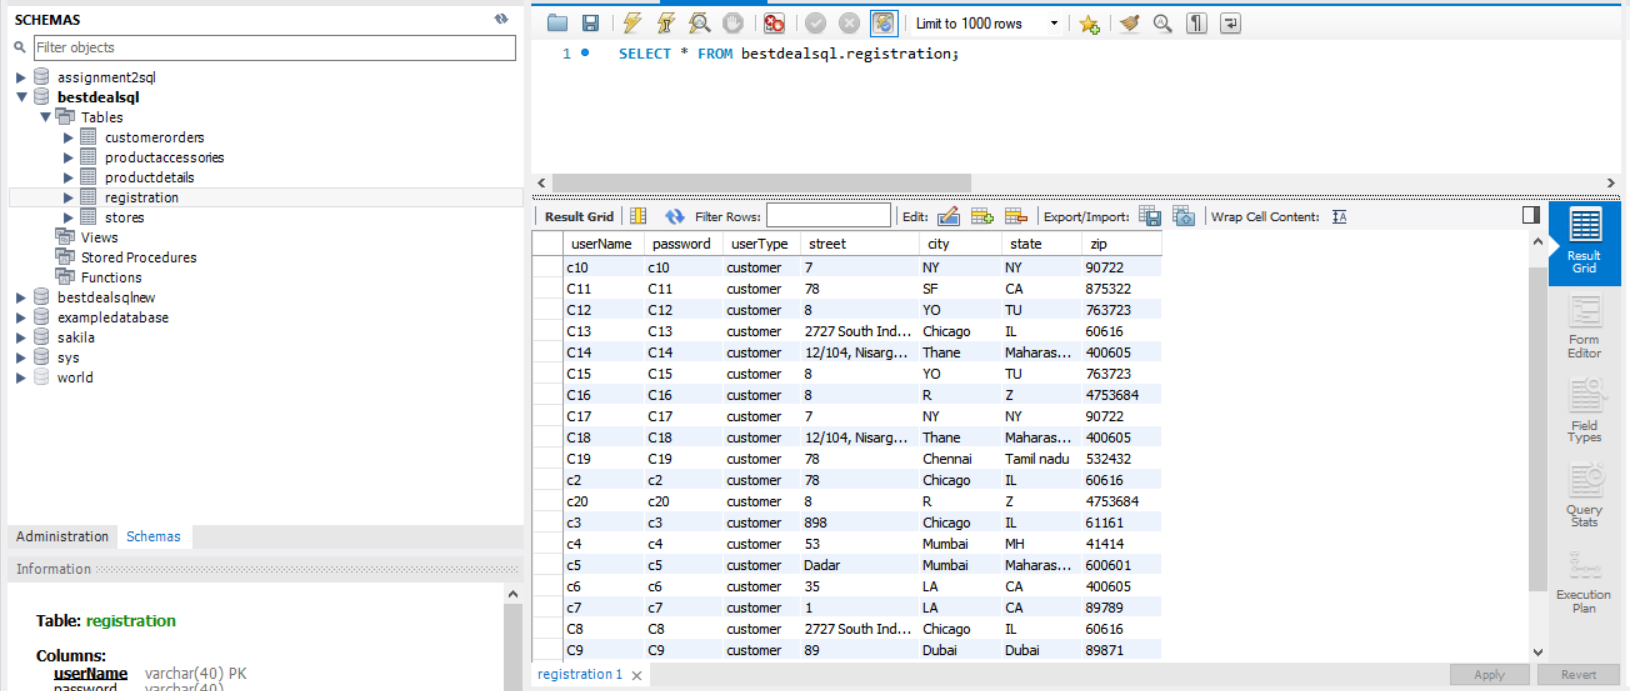 SCHEMAS
Filter objects
assignment2sql
bestdealsql
Tables
customerorders
productaccessories
productdetails
registration
stores
Views
Stored Procedures
Functions
bestdealsqlnew
exampledatabase
sakila
sys
world
Administration Schemas
Information
Table: registration
Columns:
userName varchar(40) PK
password varchar(40)
Limit to 1000 rows
1 SELECT * FROM bestdealsql.registration;
Result Grid Filter Rows: Edit: Export/Import: Wrap Cell Content:
userName password userType street city state zip
c10 c10 customer 7 NY NY 90722
C11 C11 customer 78 SF CA 875322
C12 C12 customer 8 YO TU 763723
C13 C13 customer 2727 South Ind... Chicago IL 60616
C14 C14 customer 12/104, Nisarg... Thane Maharas... 400605
C15 C15 customer 8 YO TU 763723
C16 C16 customer 8 R Z 4753684
C17 C17 customer 7 NY NY 90722
C18 C18 customer 12/104, Nisarg... Thane Maharas... 400605
C19 C19 customer 78 Chennai Tamil nadu 532432
c2 c2 customer 78 Chicago IL 60616
c20 c20 customer 8 R Z 4753684
c3 c3 customer 898 Chicago IL 61161
c4 c4 customer 53 Mumbai MH 41414
c5 c5 customer Dadar Mumbai Maharas... 600601
c6 c6 customer 35 LA CA 400605
c7 c7 customer 1 LA CA 89789
C8 C8 customer 2727 South Ind... Chicago IL 60616
C9 C9 customer 89 Dubai Dubai 89871
Result
Grid
Form
Editor
Field
Types
Query
Stats
Execution
Plan
registration 1
Apply Revert